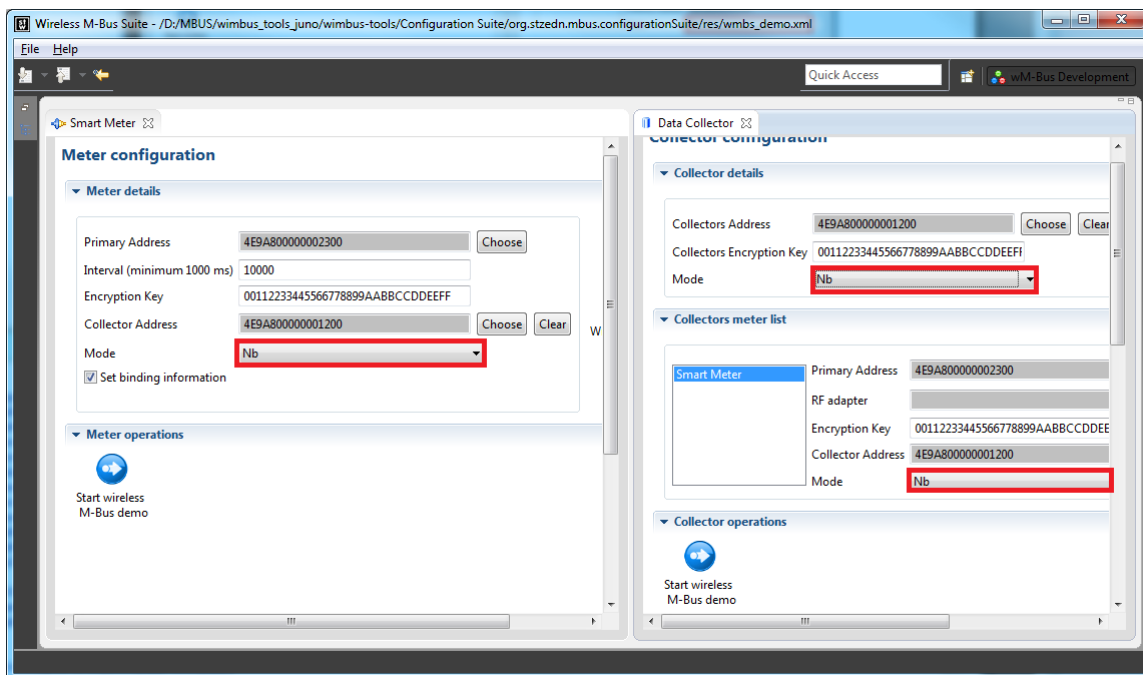 Wireless M-Bus Suite - /D:/MBUS/wimbus_tools_juno/wimbus-tools/Configuration Suite/org.stzedn.mbus.configurationSuite/res/wmbs_demo.xml
File Help
Quick Access
wM-Bus Development
Smart Meter
Meter configuration
Meter details
Primary Address 4E9A800000002300 Choose
Interval (minimum 1000 ms) 10000
Encryption Key 00112233445566778899AABBCCDDEEFF
Collector Address 4E9A800000001200 Choose Clear
W
Mode Nb
Set binding information
Meter operations
Start wireless
M-Bus demo
Data Collector
Collector configuration
Collector details
Collectors Address 4E9A800000001200 Choose Clear
Collectors Encryption Key 00112233445566778899AABBCCDDEEF
Mode Nb
Collectors meter list
Smart Meter
Primary Address 4E9A800000002300
RF adapter
Encryption Key 00112233445566778899AABBCCDDEE
Collector Address 4E9A800000001200
Mode Nb
Collector operations
Start wireless
M-Bus demo